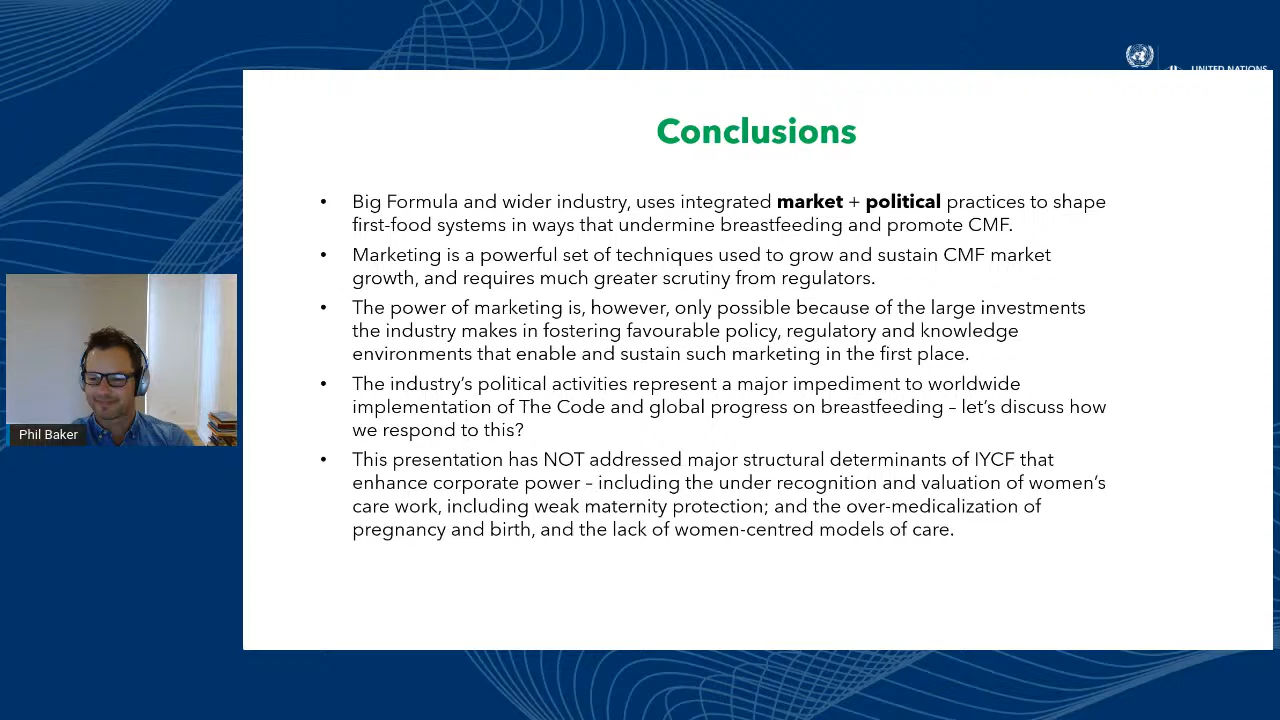 UNITED NATIONS
Conclusions
• Big Formula and wider industry, uses integrated market + political practices to shape
first-food systems in ways that undermine breastfeeding and promote CMF.
• Marketing is a powerful set of techniques used to grow and sustain CMF market
growth, and requires much greater scrutiny from regulators.
• The power of marketing is, however, only possible because of the large investments
the industry makes in fostering favourable policy, regulatory and knowledge
environments that enable and sustain such marketing in the first place.
• The industry’s political activities represent a major impediment to worldwide
implementation of The Code and global progress on breastfeeding – let’s discuss how
we respond to this?
• This presentation has NOT addressed major structural determinants of IYCF that
enhance corporate power – including the under recognition and valuation of women’s
care work, including weak maternity protection; and the over-medicalization of
pregnancy and birth, and the lack of women-centred models of care.
Phil Baker